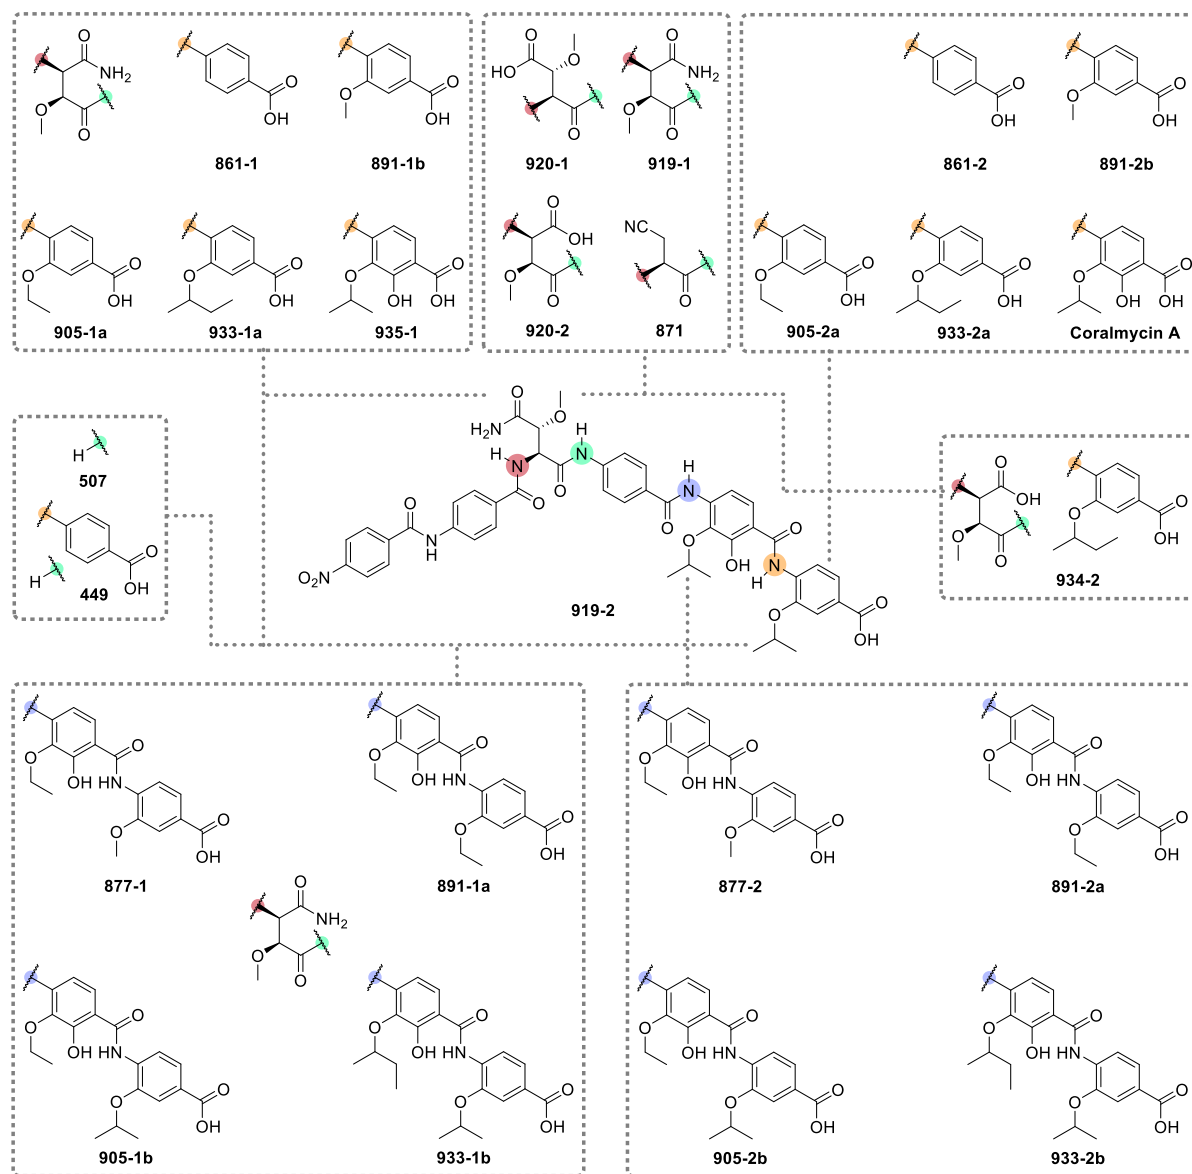 O
NH2
O
O
O
OH
861-1
O
O
OH
891-1b
O
O
OH
905-1a
O
O
OH
933-1a
O
O
OH
OH
935-1
O
HO
O
O
920-1
O
NH2
O
O
919-1
O
OH
O
O
920-2
NC
O
871
O
OH
861-2
O
O
OH
891-2b
O
O
OH
905-2a
O
O
OH
933-2a
O
O
OH
OH
Coralmycin A
H
507
O
OH
H
449
O
O
H2N
H
H
N
N
O
O
H
N
O
O
N
H
O2N
O
OH
O
N
H
O
O
OH
919-2
O
OH
O
O
O
O
OH
934-2
O
O
OH
HN
O
O
OH
877-1
O
O
OH
HN
O
O
OH
891-1a
O
NH2
O
O
O
O
OH
HN
O
O
OH
905-1b
O
O
OH
HN
O
O
OH
933-1b
O
O
OH
HN
O
O
OH
877-2
O
O
OH
HN
O
O
OH
891-2a
O
O
OH
HN
O
O
OH
905-2b
O
O
OH
HN
O
O
OH
933-2b